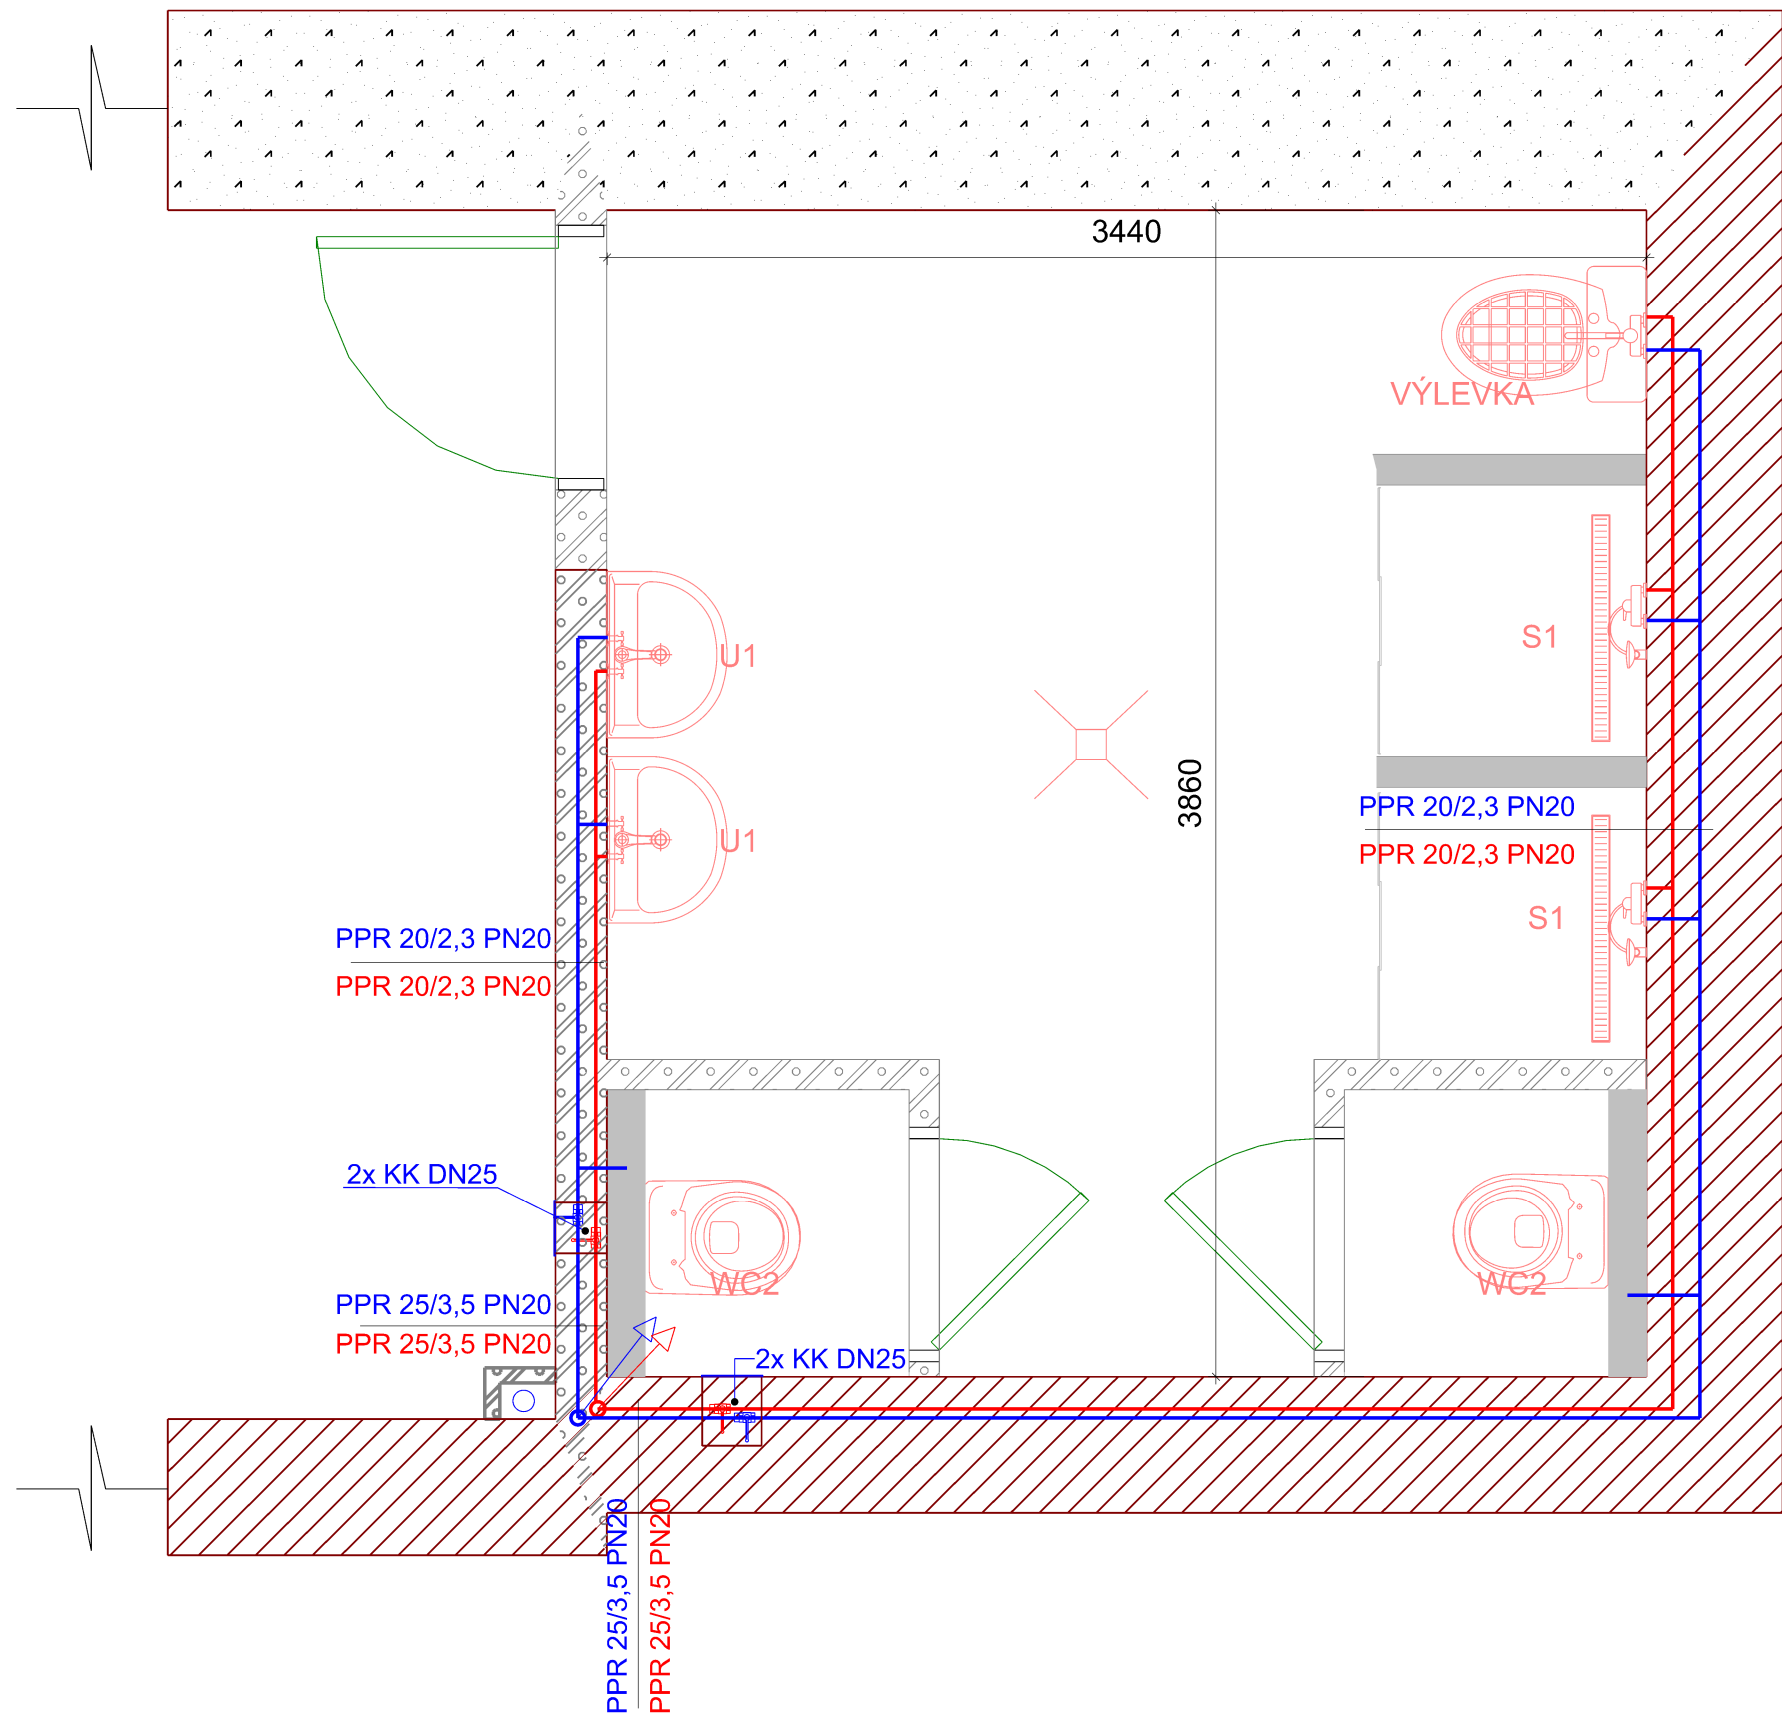 3440
VÝLEVKA
U1
S1
3860
U1
PPR 20/2,3 PN20
PPR 20/2,3 PN20
S1
PPR 20/2,3 PN20
PPR 20/2,3 PN20
2x KK DN25
WC2
WC2
PPR 25/3,5 PN20
PPR 25/3,5 PN20
2x KK DN25
PPR 25/3,5 PN20
PPR 25/3,5 PN20